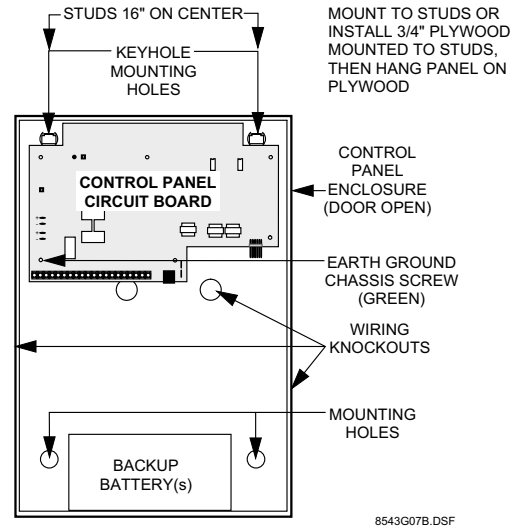 STUDS 16" ON CENTER
KEYHOLE
MOUNTING
HOLES
MOUNT TO STUDS OR
INSTALL 3/4" PLYWOOD
MOUNTED TO STUDS,
THEN HANG PANEL ON
PLYWOOD
CONTROL PANEL
CIRCUIT BOARD
CONTROL
PANEL
ENCLOSURE
(DOOR OPEN)
EARTH GROUND
CHASSIS SCREW
(GREEN)
WIRING
KNOCKOUTS
MOUNTING
HOLES
BACKUP
BATTERY(s)
8543G07B.DSF